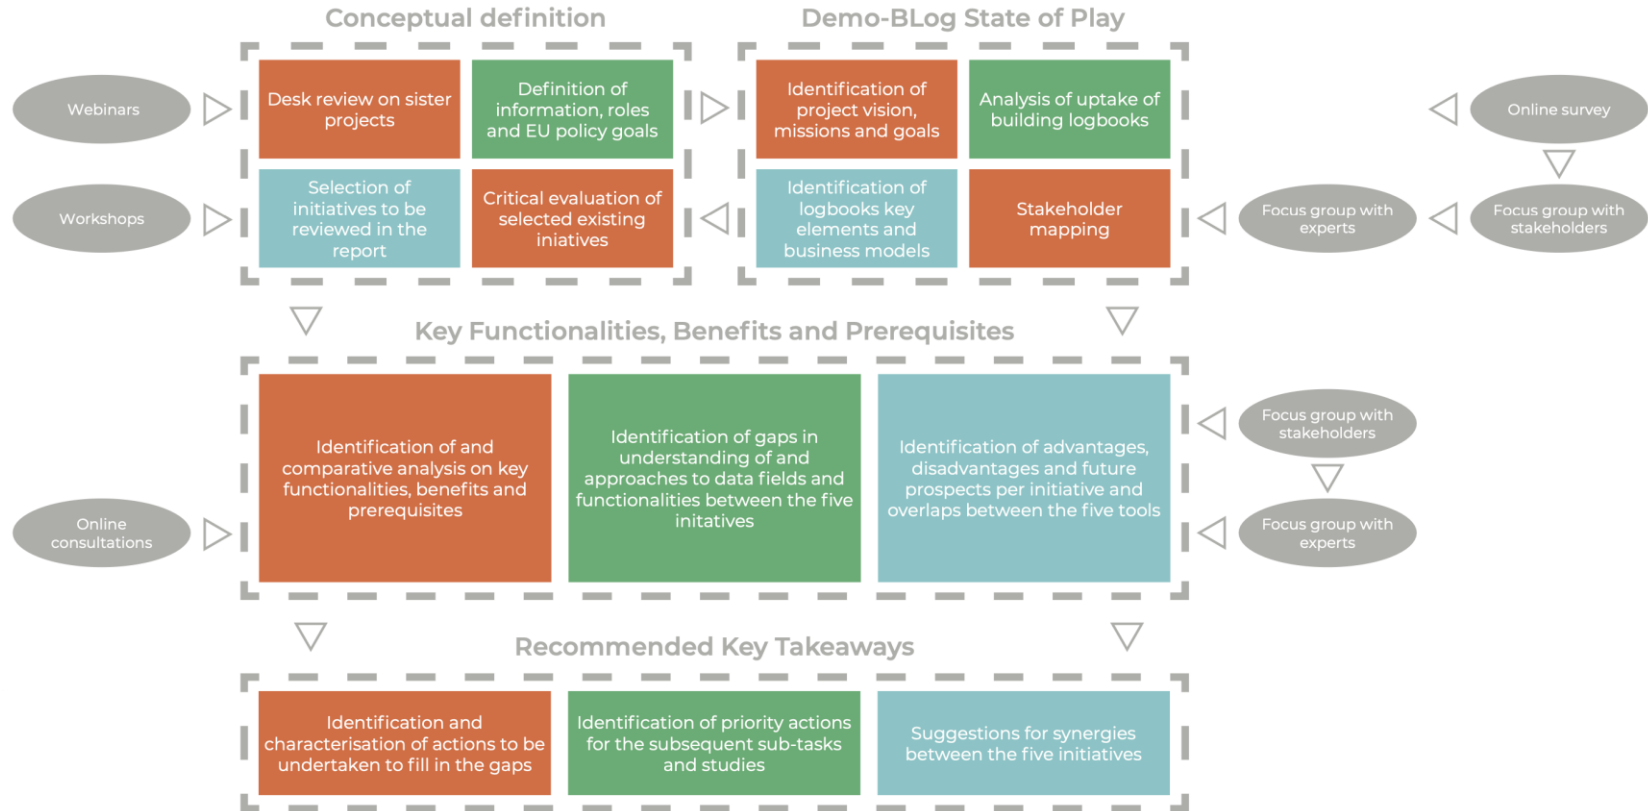 Conceptual definition
Demo-BLog State of Play
Webinars
Desk review on sister
projects
Definition of
information, roles
and EU policy goals
Identification of
project vision,
missions and goals
Analysis of uptake of
building logbooks
Online survey
Workshops
Selection of
initiatives to be
reviewed in the
report
Critical evaluation of
selected existing
iniatives
Identification of
logbooks key
elements and
business models
Stakeholder
mapping
Focus group with
experts
Focus group with
stakeholders
Key Functionalities, Benefits and Prerequisites
Identification of and
comparative analysis on key
functionalities, benefits and
prerequisites
Identification of gaps in
understanding of and
approaches to data fields and
functionalities between the five
initatives
Identification of advantages,
disadvantages and future
prospects per initiative and
overlaps between the five tools
Focus group with
stakeholders
Online
consultations
Focus group with
experts
Recommended Key Takeaways
Identification and
characterisation of actions to be
undertaken to fill in the gaps
Identification of priority actions
for the subsequent sub-tasks
and studies
Suggestions for synergies
between the five initiatives